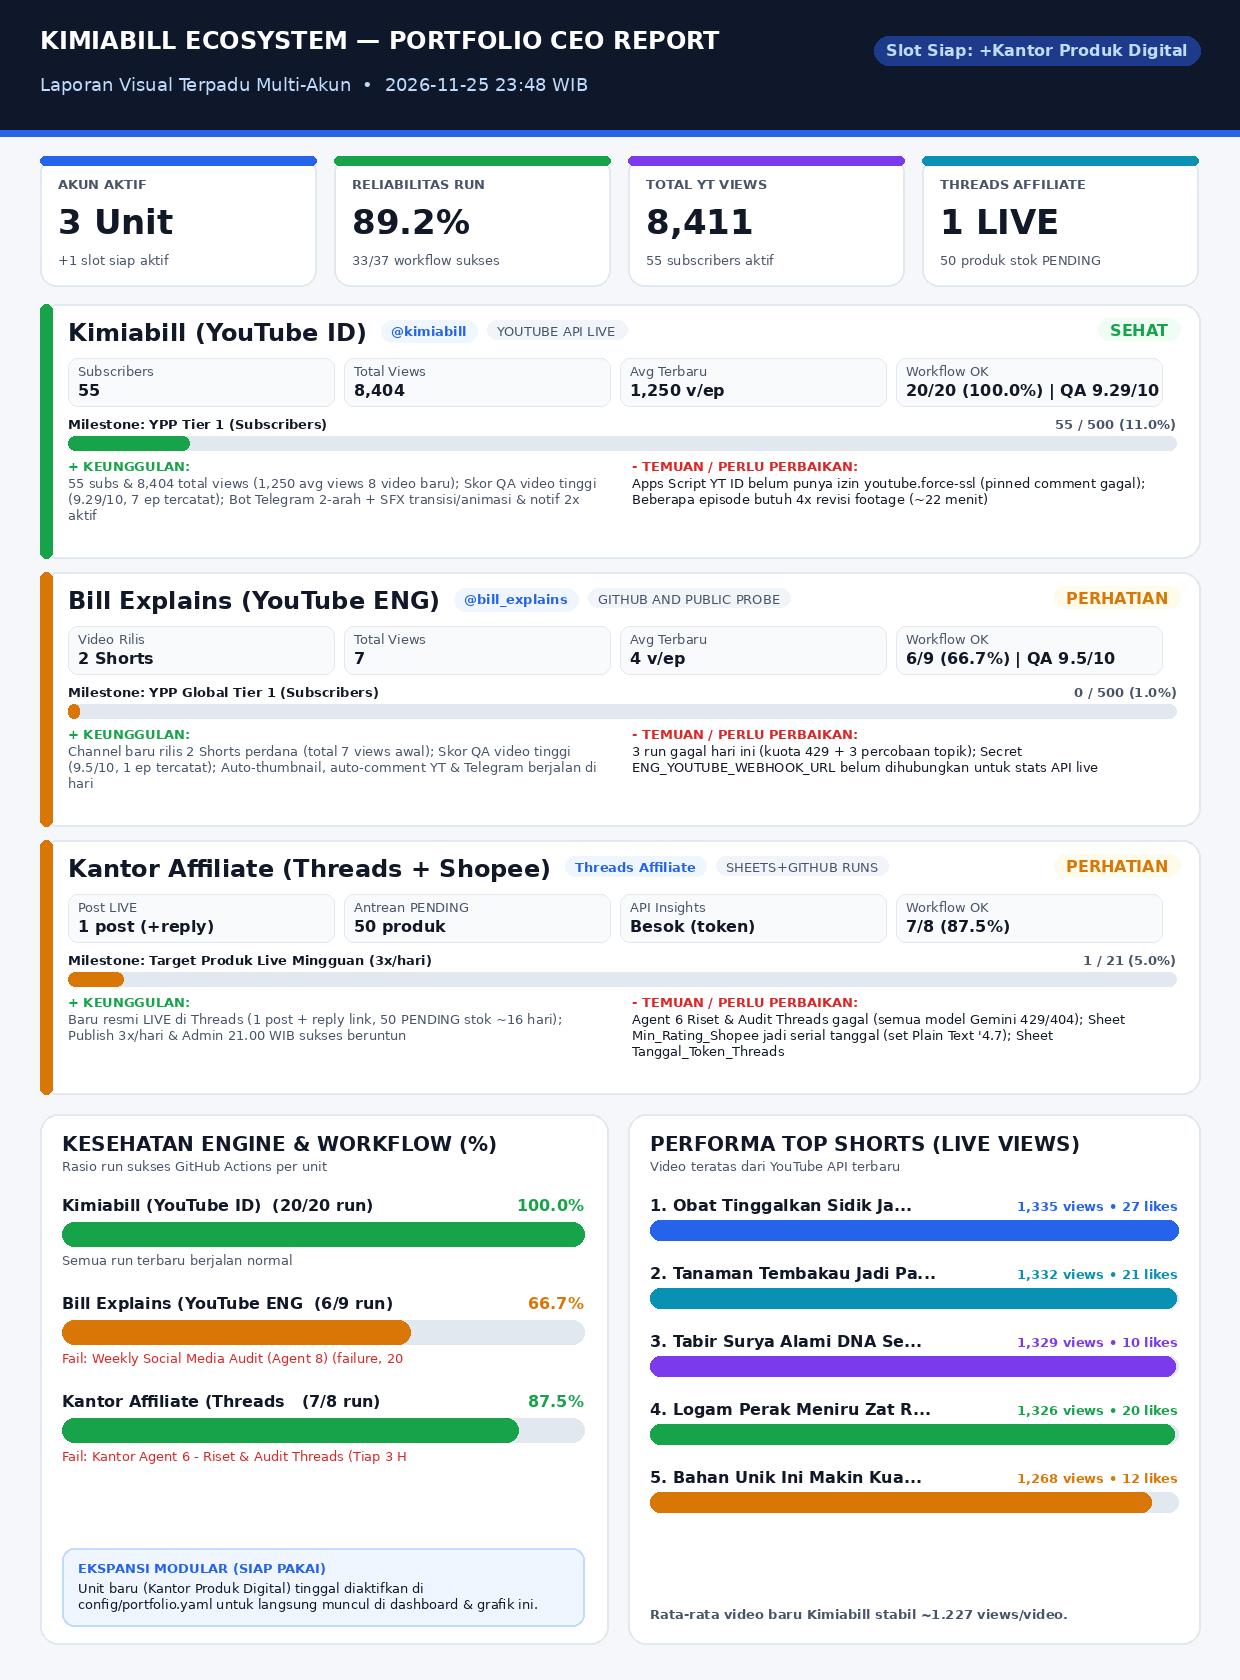 KIMIABILL ECOSYSTEM — PORTFOLIO CEO REPORT
Slot Siap: +Kantor Produk Digital
Laporan Visual Terpadu Multi-Akun • 2026-11-25 23:48 WIB
AKUN AKTIF
3 Unit
+1 slot siap aktif
RELIABILITAS RUN
89.2%
33/37 workflow sukses
TOTAL YT VIEWS
8,411
55 subscribers aktif
THREADS AFFILIATE
1 LIVE
50 produk stok PENDING
Kimiabill (YouTube ID)
@kimiabill
YOUTUBE API LIVE
SEHAT
Subscribers
55
Total Views
8,404
Avg Terbaru
1,250 v/ep
Workflow OK
20/20 (100.0%) | QA 9.29/10
Milestone: YPP Tier 1 (Subscribers)
55 / 500 (11.0%)
+ KEUNGGULAN:
55 subs & 8,404 total views (1,250 avg views 8 video baru); Skor QA video tinggi
(9.29/10, 7 ep tercatat); Bot Telegram 2-arah + SFX transisi/animasi & notif 2x
aktif
- TEMUAN / PERLU PERBAIKAN:
Apps Script YT ID belum punya izin youtube.force-ssl (pinned comment gagal);
Beberapa episode butuh 4x revisi footage (~22 menit)
Bill Explains (YouTube ENG)
@bill_explains
GITHUB AND PUBLIC PROBE
PERHATIAN
Video Rilis
2 Shorts
Total Views
7
Avg Terbaru
4 v/ep
Workflow OK
6/9 (66.7%) | QA 9.5/10
Milestone: YPP Global Tier 1 (Subscribers)
0 / 500 (1.0%)
+ KEUNGGULAN:
Channel baru rilis 2 Shorts perdana (total 7 views awal); Skor QA video tinggi
(9.5/10, 1 ep tercatat); Auto-thumbnail, auto-comment YT & Telegram berjalan di
hari
- TEMUAN / PERLU PERBAIKAN:
3 run gagal hari ini (kuota 429 + 3 percobaan topik); Secret
ENG_YOUTUBE_WEBHOOK_URL belum dihubungkan untuk stats API live
Kantor Affiliate (Threads + Shopee)
Threads Affiliate
SHEETS+GITHUB RUNS
PERHATIAN
Post LIVE
1 post (+reply)
Antrean PENDING
50 produk
API Insights
Besok (token)
Workflow OK
7/8 (87.5%)
Milestone: Target Produk Live Mingguan (3x/hari)
1 / 21 (5.0%)
+ KEUNGGULAN:
Baru resmi LIVE di Threads (1 post + reply link, 50 PENDING stok ~16 hari);
Publish 3x/hari & Admin 21.00 WIB sukses beruntun
- TEMUAN / PERLU PERBAIKAN:
Agent 6 Riset & Audit Threads gagal (semua model Gemini 429/404); Sheet
Min_Rating_Shopee jadi serial tanggal (set Plain Text '4.7); Sheet
Tanggal_Token_Threads
KESEHATAN ENGINE & WORKFLOW (%)
Rasio run sukses GitHub Actions per unit
Kimiabill (YouTube ID) (20/20 run)
100.0%
Semua run terbaru berjalan normal
Bill Explains (YouTube ENG (6/9 run)
66.7%
Fail: Weekly Social Media Audit (Agent 8) (failure, 20
Kantor Affiliate (Threads (7/8 run)
87.5%
Fail: Kantor Agent 6 - Riset & Audit Threads (Tiap 3 H
EKSPANSI MODULAR (SIAP PAKAI)
Unit baru (Kantor Produk Digital) tinggal diaktifkan di
config/portfolio.yaml untuk langsung muncul di dashboard & grafik ini.
PERFORMA TOP SHORTS (LIVE VIEWS)
Video teratas dari YouTube API terbaru
1. Obat Tinggalkan Sidik Ja...
1,335 views • 27 likes
2. Tanaman Tembakau Jadi Pa...
1,332 views • 21 likes
3. Tabir Surya Alami DNA Se...
1,329 views • 10 likes
4. Logam Perak Meniru Zat R...
1,326 views • 20 likes
5. Bahan Unik Ini Makin Kua...
1,268 views • 12 likes
Rata-rata video baru Kimiabill stabil ~1.227 views/video.